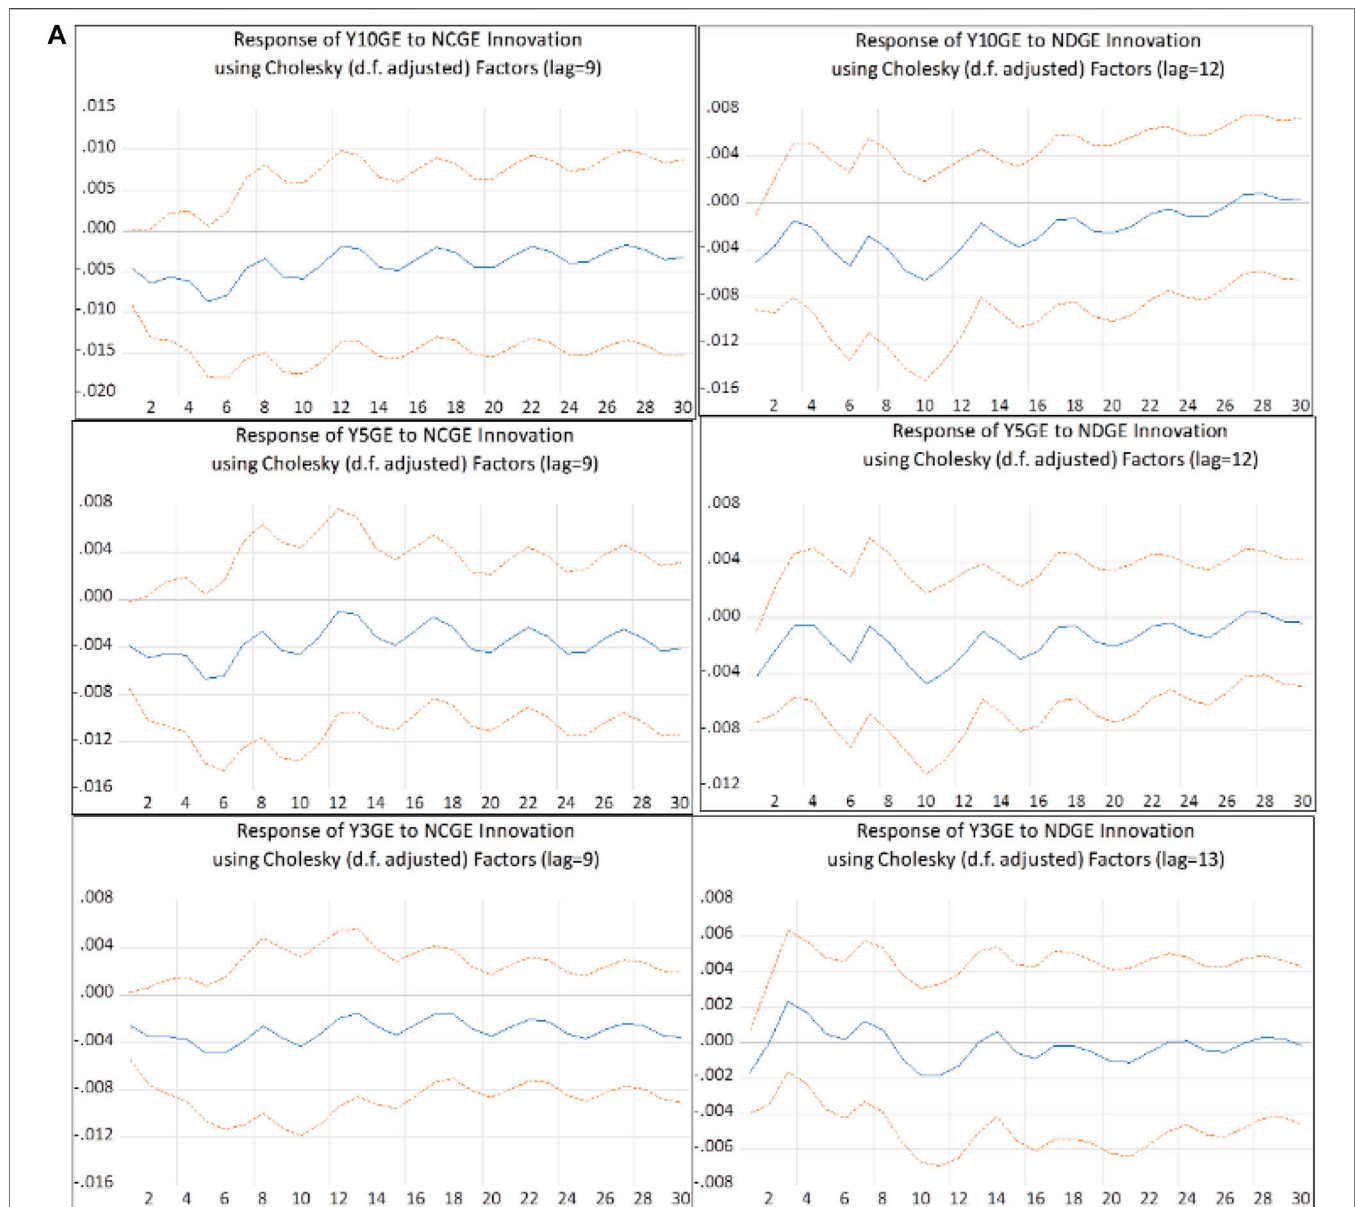 A
Response of Y10GE to NCGE Innovation
using Cholesky (d.f. adjusted) Factors (lag=9)
.015
.010
.005
.000
-.005
-.010
-.015
-.020
2 4 6 8 10 12 14 16 18 20 22 24 26 28 30
Response of Y10GE to NDGE Innovation
using Cholesky (d.f. adjusted) Factors (lag=12)
.008
.004
.000
-.004
-.008
-.012
-.016
2 4 6 8 10 12 14 16 18 20 22 24 26 28 30
Response of Y5GE to NCGE Innovation
using Cholesky (d.f. adjusted) Factors (lag=9)
.008
.004
.000
-.004
-.008
-.012
-.016
2 4 6 8 10 12 14 16 18 20 22 24 26 28 30
Response of Y5GE to NDGE Innovation
using Cholesky (d.f. adjusted) Factors (lag=12)
.008
.004
.000
-.004
-.008
-.012
2 4 6 8 10 12 14 16 18 20 22 24 26 28 30
Response of Y3GE to NCGE Innovation
using Cholesky (d.f. adjusted) Factors (lag=9)
.008
.004
.000
-.004
-.008
-.012
-.016
2 4 6 8 10 12 14 16 18 20 22 24 26 28 30
Response of Y3GE to NDGE Innovation
using Cholesky (d.f. adjusted) Factors (lag=13)
.008
.006
.004
.002
.000
-.002
-.004
-.006
-.008
2 4 6 8 10 12 14 16 18 20 22 24 26 28 30